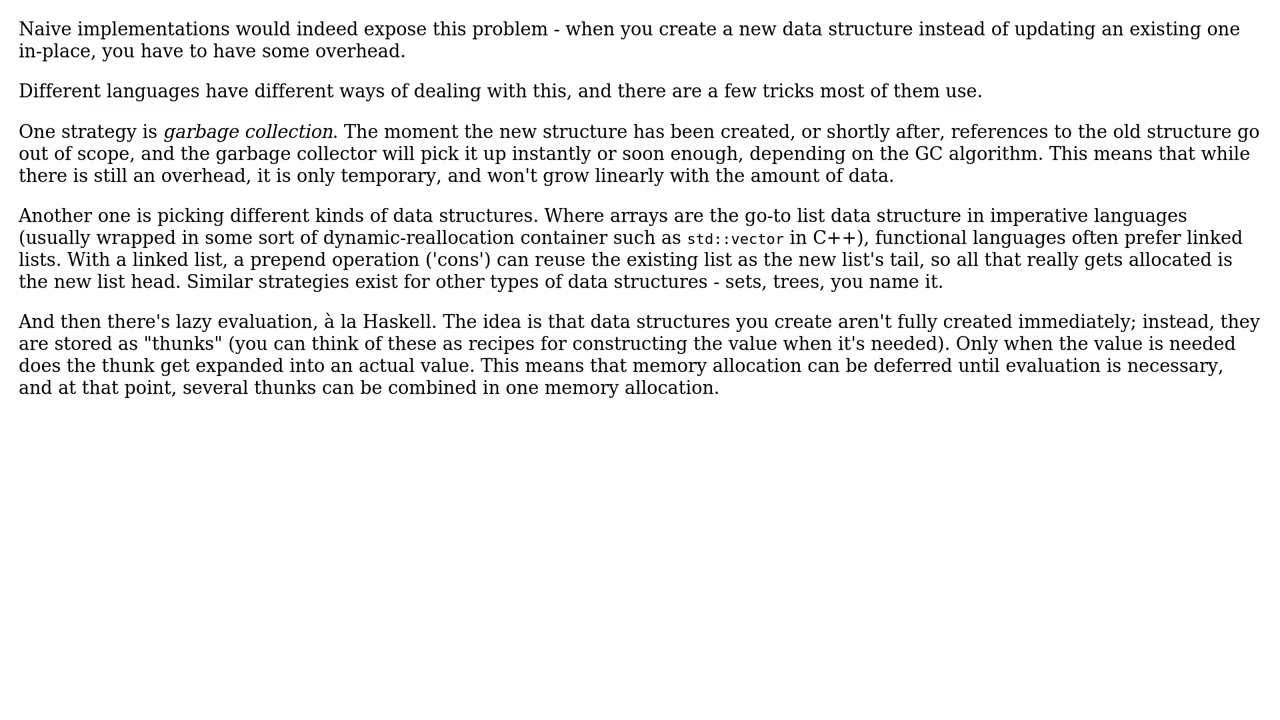 Naive implementations would indeed expose this problem - when you create a new data structure instead of updating an existing one
in-place, you have to have some overhead.
Different languages have different ways of dealing with this, and there are a few tricks most of them use.
One strategy is garbage collection. The moment the new structure has been created, or shortly after, references to the old structure go
out of scope, and the garbage collector will pick it up instantly or soon enough, depending on the GC algorithm. This means that while
there is still an overhead, it is only temporary, and won't grow linearly with the amount of data.
Another one is picking different kinds of data structures. Where arrays are the go-to list data structure in imperative languages
(usually wrapped in some sort of dynamic-reallocation container such as std::vector in C++), functional languages often prefer linked
lists. With a linked list, a prepend operation ('cons') can reuse the existing list as the new list's tail, so all that really gets allocated is
the new list head. Similar strategies exist for other types of data structures - sets, trees, you name it.
And then there's lazy evaluation, à la Haskell. The idea is that data structures you create aren't fully created immediately; instead, they
are stored as "thunks" (you can think of these as recipes for constructing the value when it's needed). Only when the value is needed
does the thunk get expanded into an actual value. This means that memory allocation can be deferred until evaluation is necessary,
and at that point, several thunks can be combined in one memory allocation.